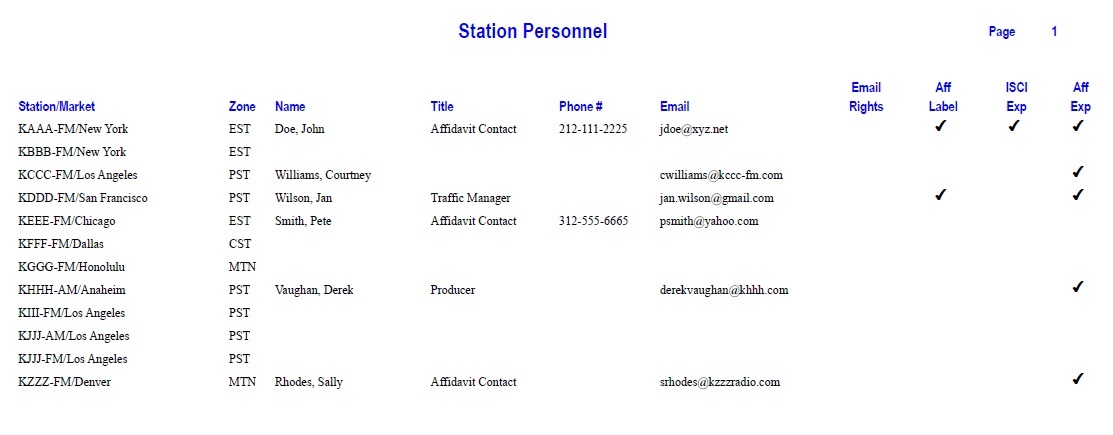 Station Personnel Page 1
Email Aff ISCI Aff
Station/Market Zone Name Title Phone # Email Rights Label Exp Exp
KAAA-FM/New York EST Doe, John Affidavit Contact 212-111-2225 jdoe@xyz.net ✓ ✓ ✓
KBBB-FM/New York EST
KCCC-FM/Los Angeles PST Williams, Courtney cwilliams@kccc-fm.com ✓
KDDD-FM/San Francisco PST Wilson, Jan Traffic Manager jan.wilson@gmail.com ✓ ✓
KEEE-FM/Chicago EST Smith, Pete Affidavit Contact 312-555-6665 psmith@yahoo.com
KFFF-FM/Dallas CST
KGGG-FM/Honolulu MTN
KHHH-AM/Anaheim PST Vaughan, Derek Producer derekvaughan@khhh.com ✓
KIII-FM/Los Angeles PST
KJJJ-AM/Los Angeles PST
KJJJ-FM/Los Angeles PST
KZZZ-FM/Denver MTN Rhodes, Sally Affidavit Contact srhodes@kzzzradio.com ✓